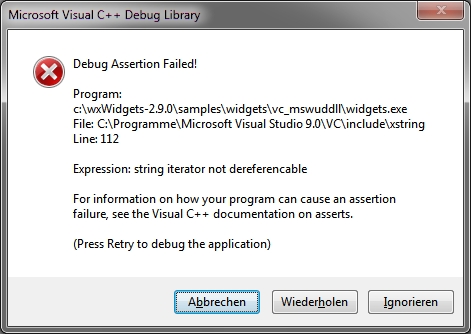 Microsoft Visual C++ Debug Library
Debug Assertion Failed!
Program:
c:\wxWidgets-2.9.0\samples\widgets\vc_mswuddll\widgets.exe
File: C:\Programme\Microsoft Visual Studio 9.0\VC\include\xstring
Line: 112
Expression: string iterator not dereferencable
For information on how your program can cause an assertion
failure, see the Visual C++ documentation on asserts.
(Press Retry to debug the application)
Abbrechen
Wiederholen
Ignorieren